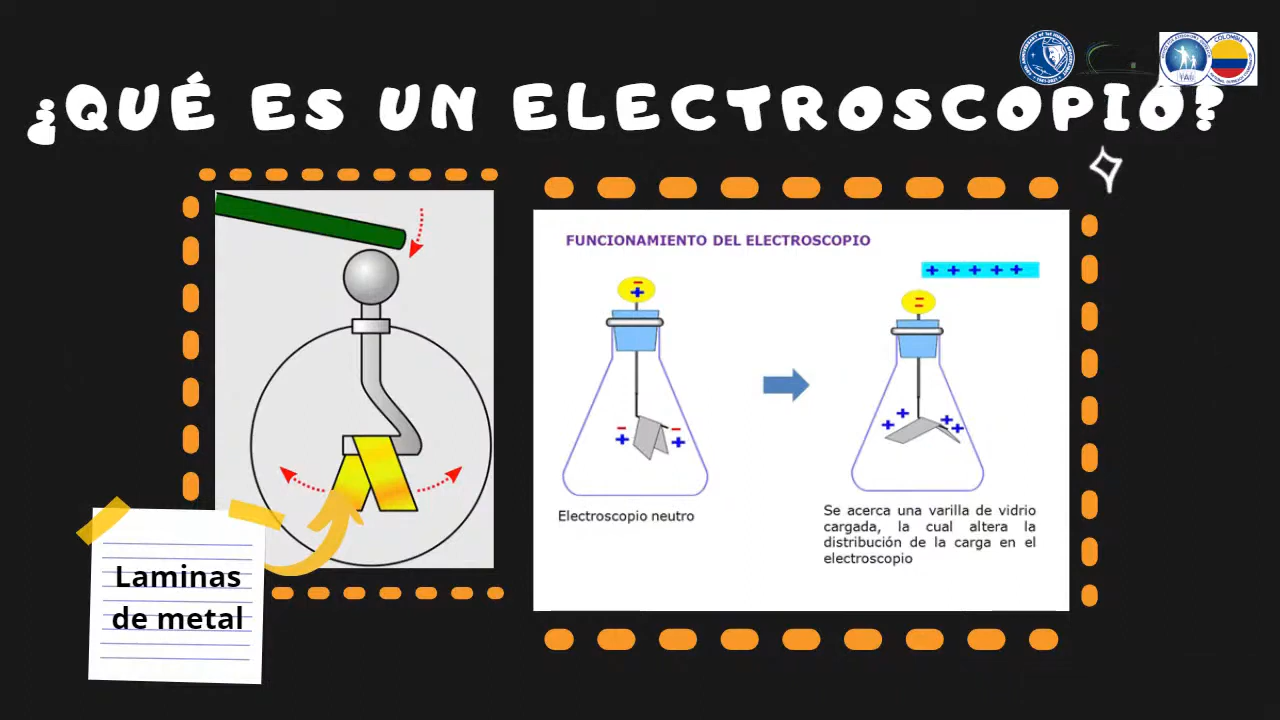 ¿QUÉ ES UN ELECTROSCOPIO?
FUNCIONAMIENTO DEL ELECTROSCOPIO
+ + + + +
Electroscopio neutro
Se acerca una varilla de vidrio
cargada, la cual altera la
distribución de la carga en el
electroscopio
Laminas
de metal
COLOMBIA